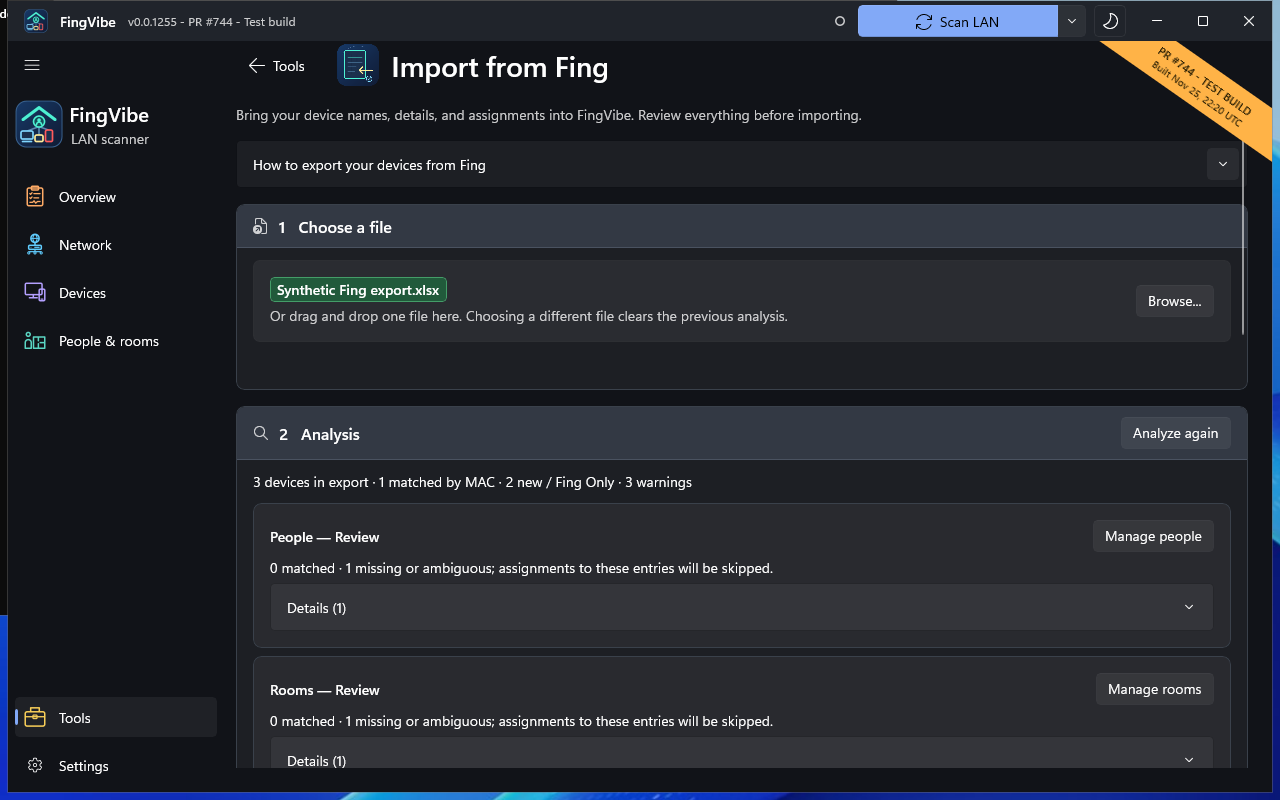 FingVibe v0.0.1255 - PR #744 - Test build
Scan LAN
PR #744 - TEST BUILD
Built Nov 25, 22:20 UTC
Tools
Import from Fing
FingVibe
LAN scanner
Overview
Network
Devices
People & rooms
Tools
Settings
Bring your device names, details, and assignments into FingVibe. Review everything before importing.
How to export your devices from Fing
1 Choose a file
Synthetic Fing export.xlsx
Or drag and drop one file here. Choosing a different file clears the previous analysis.
Browse...
2 Analysis
Analyze again
3 devices in export · 1 matched by MAC · 2 new / Fing Only · 3 warnings
People — Review
Manage people
0 matched · 1 missing or ambiguous; assignments to these entries will be skipped.
Details (1)
Rooms — Review
Manage rooms
0 matched · 1 missing or ambiguous; assignments to these entries will be skipped.
Details (1)